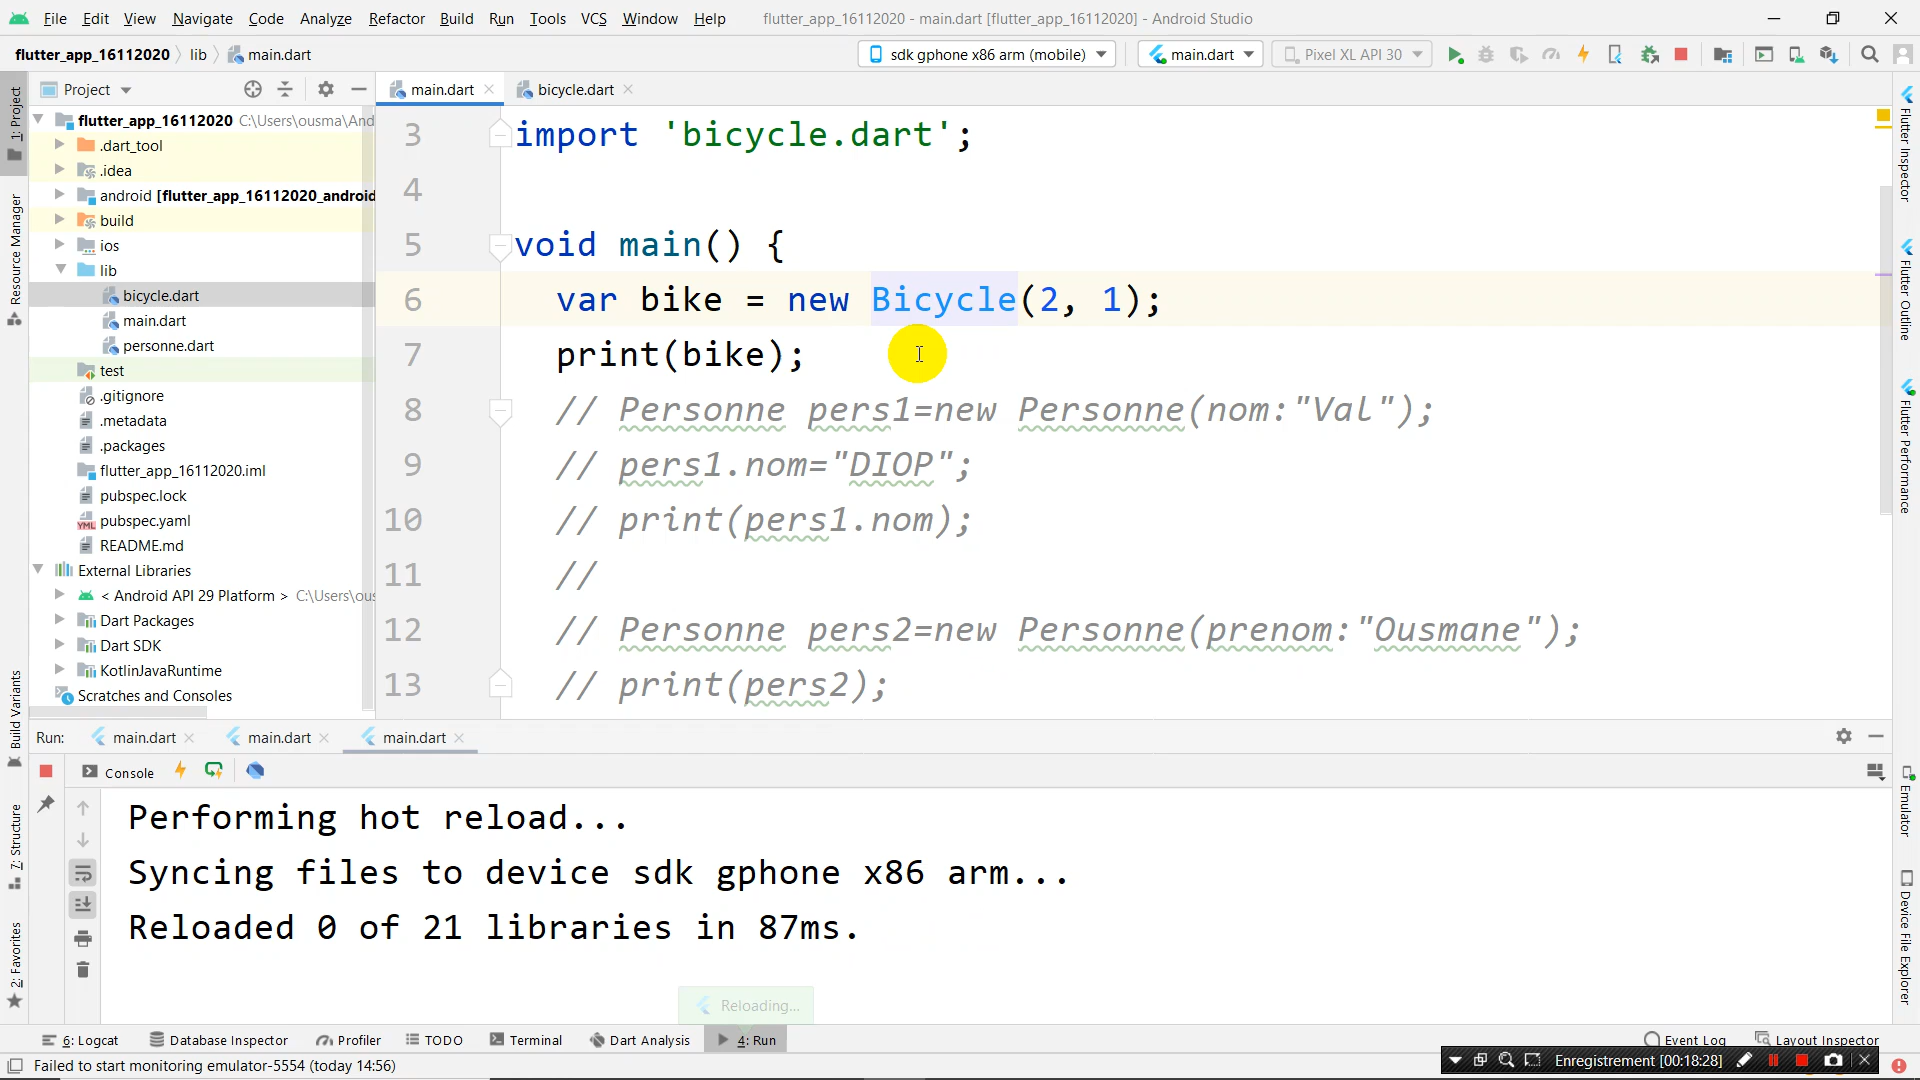 File Edit View Navigate Code Analyze Refactor Build Run Tools VCS Window Help flutter_app_16112020 - main.dart [flutter_app_16112020] - Android Studio
flutter_app_16112020 lib main.dart sdk gphone x86 arm (mobile) main.dart Pixel XL API 30
Project main.dart bicycle.dart
flutter_app_16112020 C:\Users\ousma\And
.dart_tool
.idea
android [flutter_app_16112020_android
build
ios
lib
bicycle.dart
main.dart
personne.dart
test
.gitignore
.metadata
.packages
flutter_app_16112020.iml
pubspec.lock
pubspec.yaml
README.md
External Libraries
< Android API 29 Platform > C:\Users\ous
Dart Packages
Dart SDK
KotlinJavaRuntime
Scratches and Consoles
3 import 'bicycle.dart';
4
5 void main() {
6 var bike = new Bicycle(2, 1);
7 print(bike);
8 // Personne pers1=new Personne(nom:"Val");
9 // pers1.nom="DIOP";
10 // print(pers1.nom);
11 //
12 // Personne pers2=new Personne(prenom:"Ousmane");
13 // print(pers2);
1: Project
Resource Manager
Build Variants
7: Structure
2: Favorites
Flutter Inspector
Flutter Outline
Flutter Performance
Emulator
Device File Explorer
Run: main.dart main.dart main.dart
Console
Performing hot reload...
Syncing files to device sdk gphone x86 arm...
Reloaded 0 of 21 libraries in 87ms.
Reloading...
6: Logcat Database Inspector Profiler TODO Terminal Dart Analysis 4: Run Event Log Layout Inspector
Failed to start monitoring emulator-5554 (today 14:56)
Enregistrement [00:18:28]